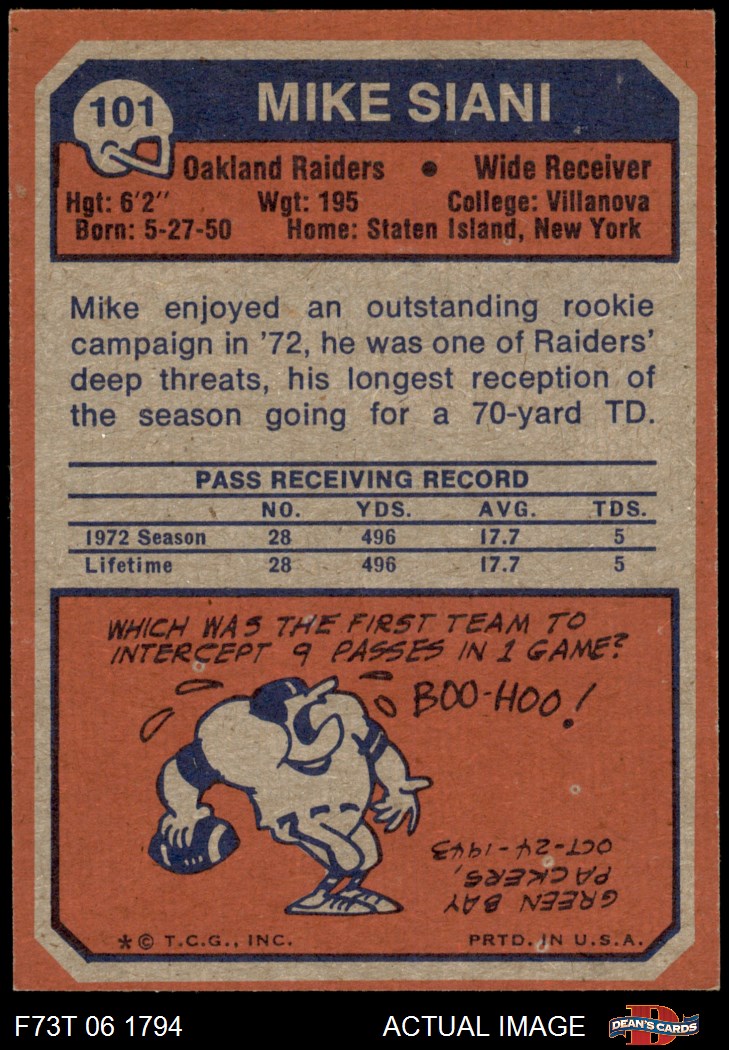 101
MIKE SIANI
Oakland Raiders • Wide Receiver
Hgt: 6'2" Wgt: 195 College: Villanova
Born: 5-27-50 Home: Staten Island, New York
Mike enjoyed an outstanding rookie
campaign in '72, he was one of Raiders'
deep threats, his longest reception of
the season going for a 70-yard TD.
PASS RECEIVING RECORD
NO. YDS. AVG. TDS.
1972 Season 28 496 17.7 5
Lifetime 28 496 17.7 5
WHICH WAS THE FIRST TEAM TO
INTERCEPT 9 PASSES IN 1 GAME?
BOO-HOO!
GREEN BAY
PACKERS,
OCT-24-1943
*© T.C.G., INC. PRTD. IN U.S.A.
F73T 06 1794 ACTUAL IMAGE DEAN'S CARDS